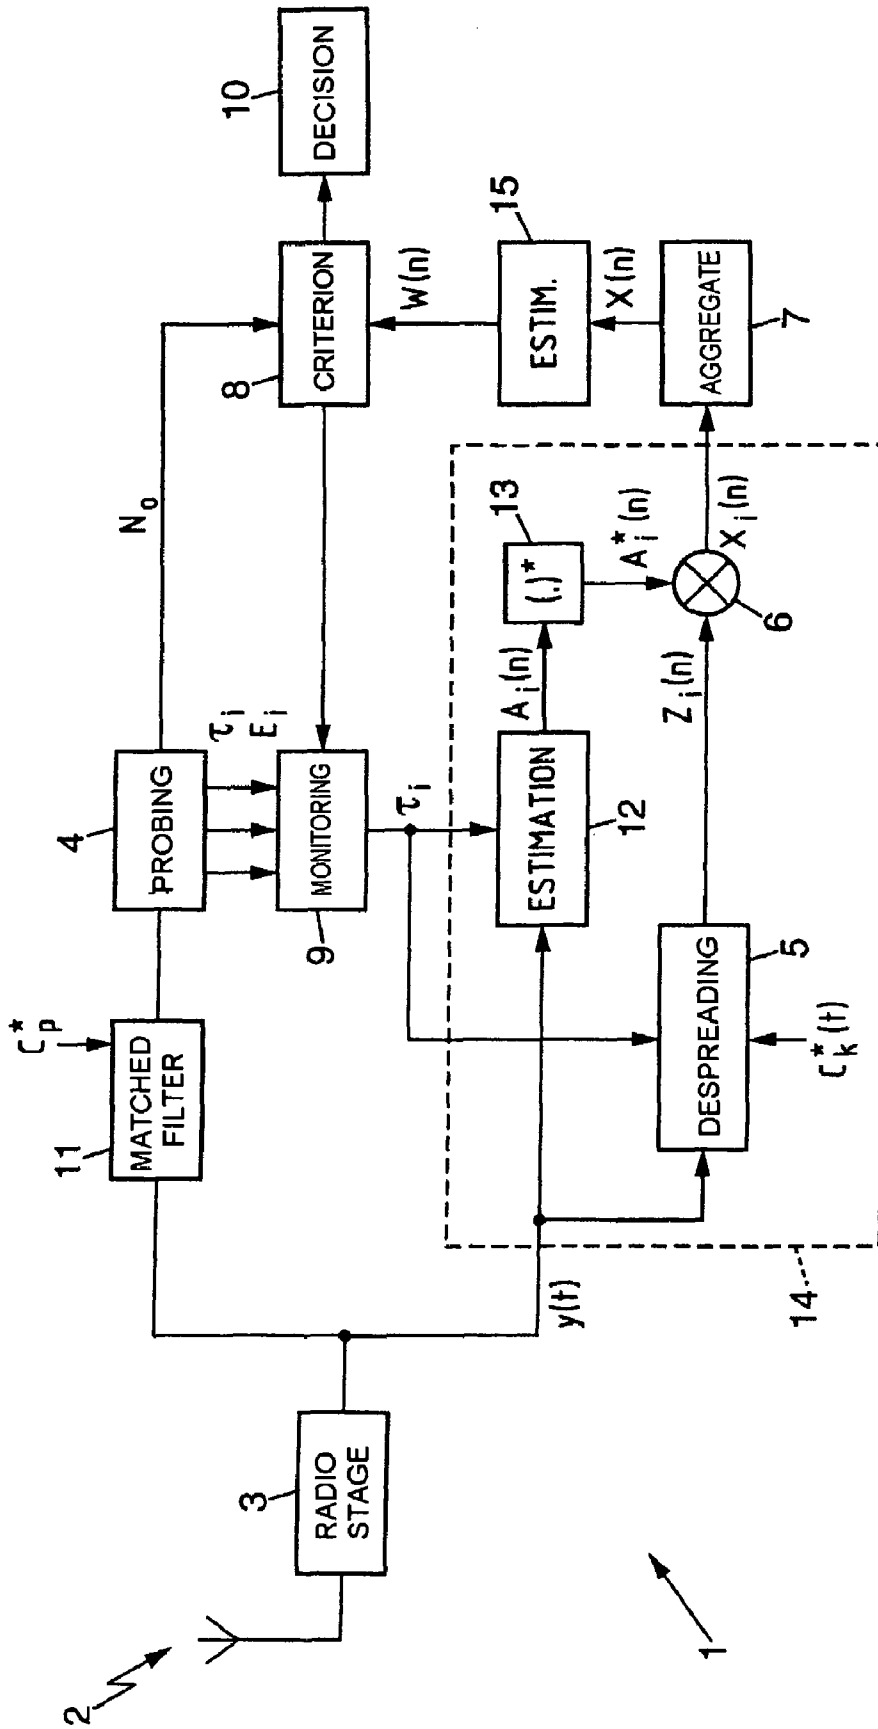 1
2
3
RADIO
STAGE
y(t)
C*p
11
MATCHED
FILTER
4
PROBING
N0
τi
Ei
9
MONITORING
τi
8
CRITERION
10
DECISION
W(n)
15
ESTIM.
X(n)
AGGREGATE
7
14
ESTIMATION
12
Ai(n)
13
(.)*
A*i(n)
Xi(n)
6
Zi(n)
DESPREADING
5
C*k(t)